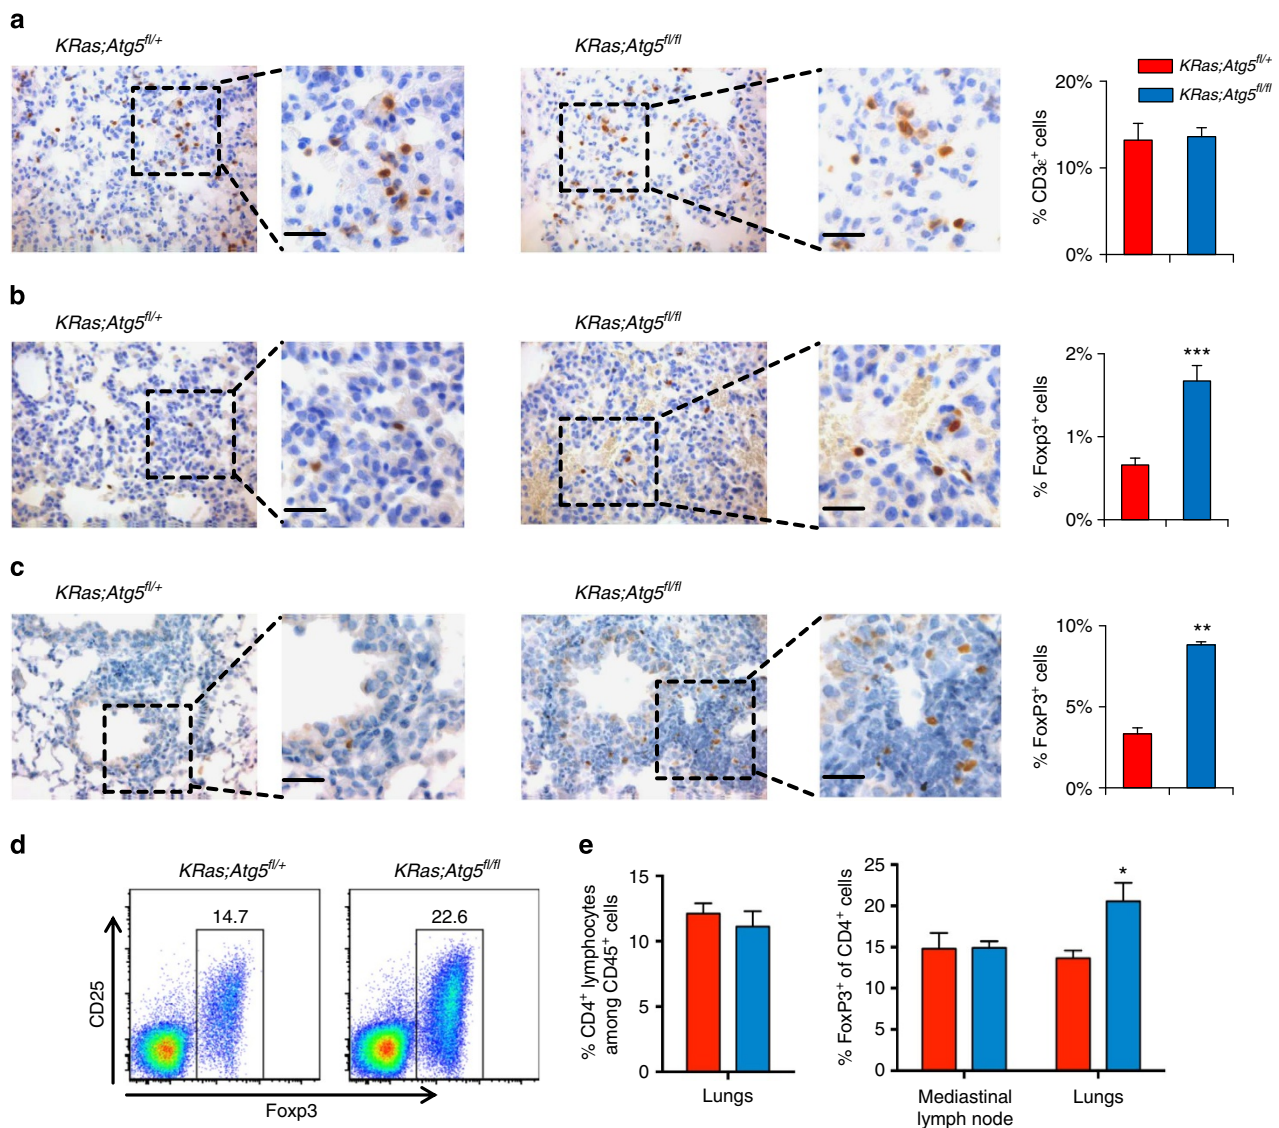 a
KRas;Atg5fl/+
KRas;Atg5fl/fl
KRas;Atg5fl/+
KRas;Atg5fl/fl
% CD3ε+ cells
20%
10%
0%
b
KRas;Atg5fl/+
KRas;Atg5fl/fl
% Foxp3+ cells
2%
1%
0%
***
c
KRas;Atg5fl/+
KRas;Atg5fl/fl
% FoxP3+ cells
10%
5%
0%
**
d
KRas;Atg5fl/+
KRas;Atg5fl/fl
14.7
22.6
CD25
Foxp3
e
% CD4+ lymphocytes
among CD45+ cells
15
10
5
0
Lungs
% FoxP3+ of CD4+ cells
25
20
15
10
5
0
*
Mediastinal
lymph node
Lungs